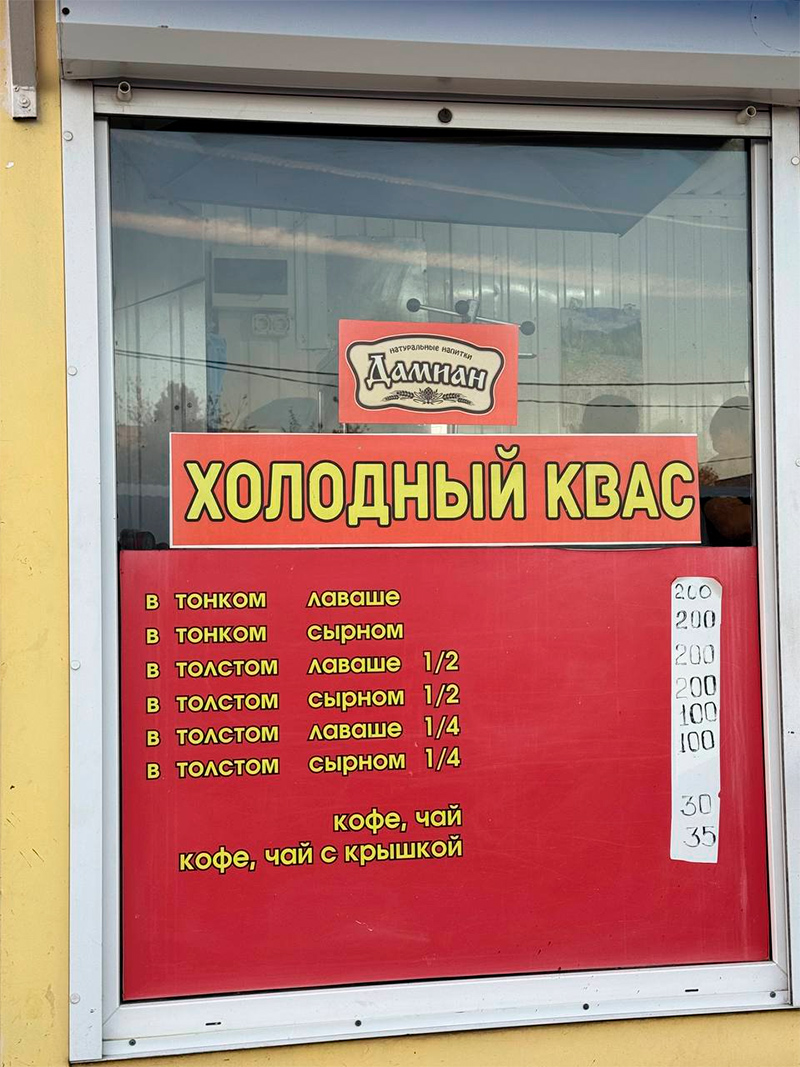 натуральные напитки
Дамиан
ХОЛОДНЫЙ КВАС
в тонком лаваше 200
в тонком сырном 200
в толстом лаваше 1/2 200
в толстом сырном 1/2 200
в толстом лаваше 1/4 100
в толстом сырном 1/4 100
кофе, чай 30
кофе, чай с крышкой 35